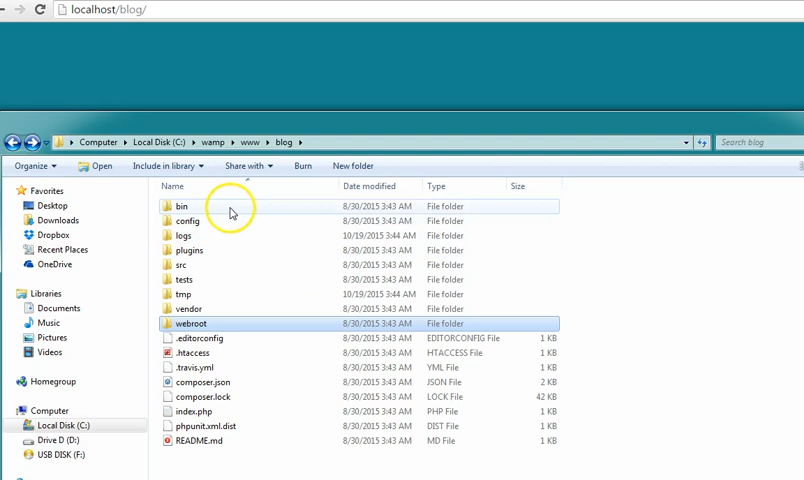 localhost/blog/
Computer Local Disk (C:) wamp www blog Search blog
Organize Open Include in library Share with Burn New folder
Name Date modified Type Size
Favorites
Desktop
Downloads
Dropbox
Recent Places
OneDrive
Libraries
Documents
Music
Pictures
Videos
Homegroup
Computer
Local Disk (C:)
Drive D (D:)
USB DISK (F:)
bin 8/30/2015 3:43 AM File folder
config 8/30/2015 3:43 AM File folder
logs 10/19/2015 3:44 AM File folder
plugins 8/30/2015 3:43 AM File folder
src 8/30/2015 3:43 AM File folder
tests 8/30/2015 3:43 AM File folder
tmp 10/19/2015 3:44 AM File folder
vendor 8/30/2015 3:43 AM File folder
webroot 8/30/2015 3:43 AM File folder
.editorconfig 8/30/2015 3:43 AM EDITORCONFIG File 1 KB
.htaccess 8/30/2015 3:43 AM HTACCESS File 1 KB
.travis.yml 8/30/2015 3:43 AM YML File 1 KB
composer.json 8/30/2015 3:43 AM JSON File 2 KB
composer.lock 8/30/2015 3:43 AM LOCK File 42 KB
index.php 8/30/2015 3:43 AM PHP File 1 KB
phpunit.xml.dist 8/30/2015 3:43 AM DIST File 1 KB
README.md 8/30/2015 3:43 AM MD File 1 KB